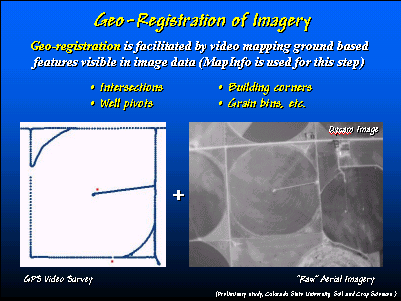 Geo-Registration of Imagery
Geo-registration is facilitated by video mapping ground based
features visible in image data (MapInfo is used for this step)
• Intersections
• Well pivots
• Building corners
• Grain bins, etc.
Dycam Image
+
GPS Video Survey
"Raw" Aerial Imagery
(Preliminary study, Colorado State University, Soil and Crop Sciences)